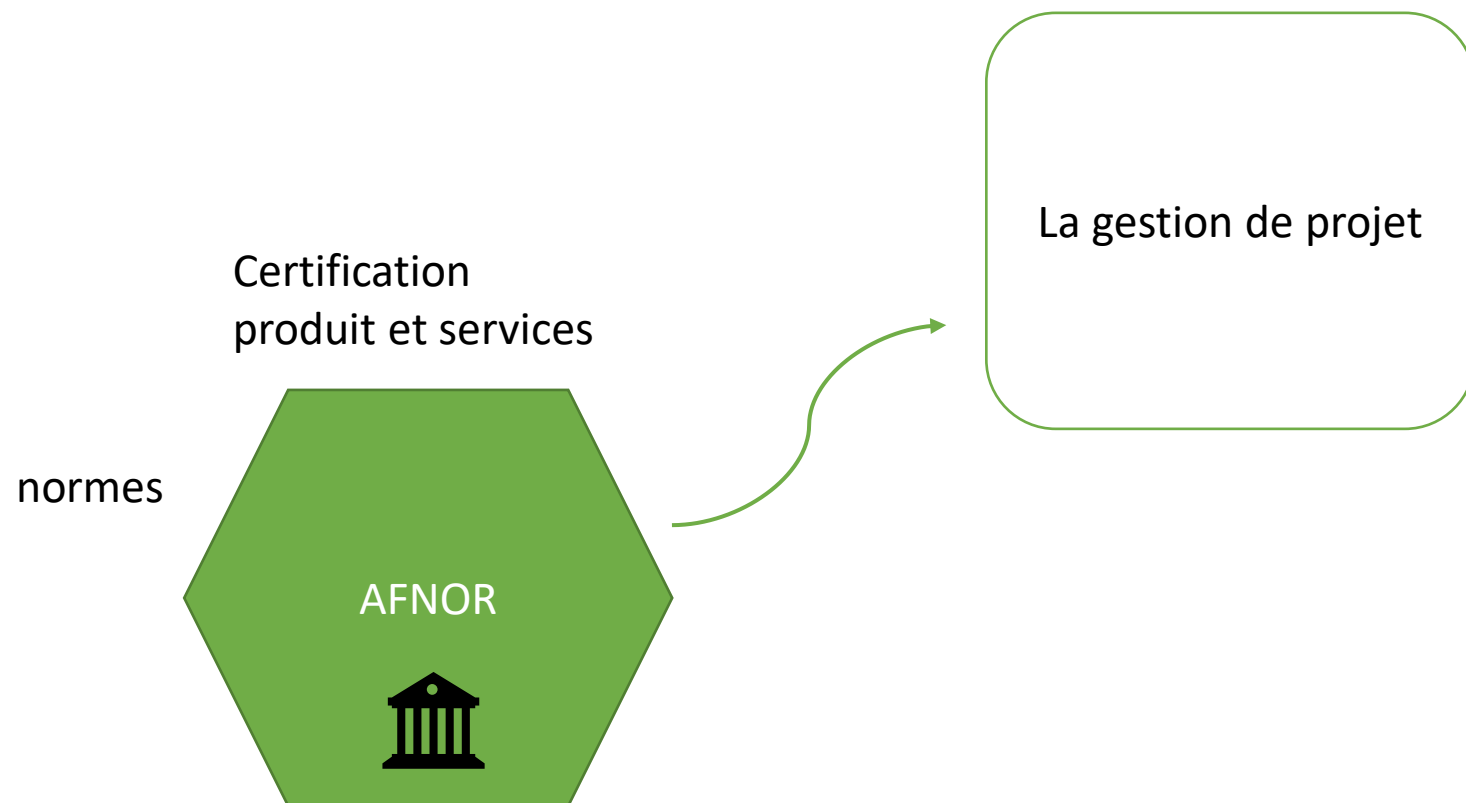 La gestion de projet
Certification
produit et services
normes
AFNOR